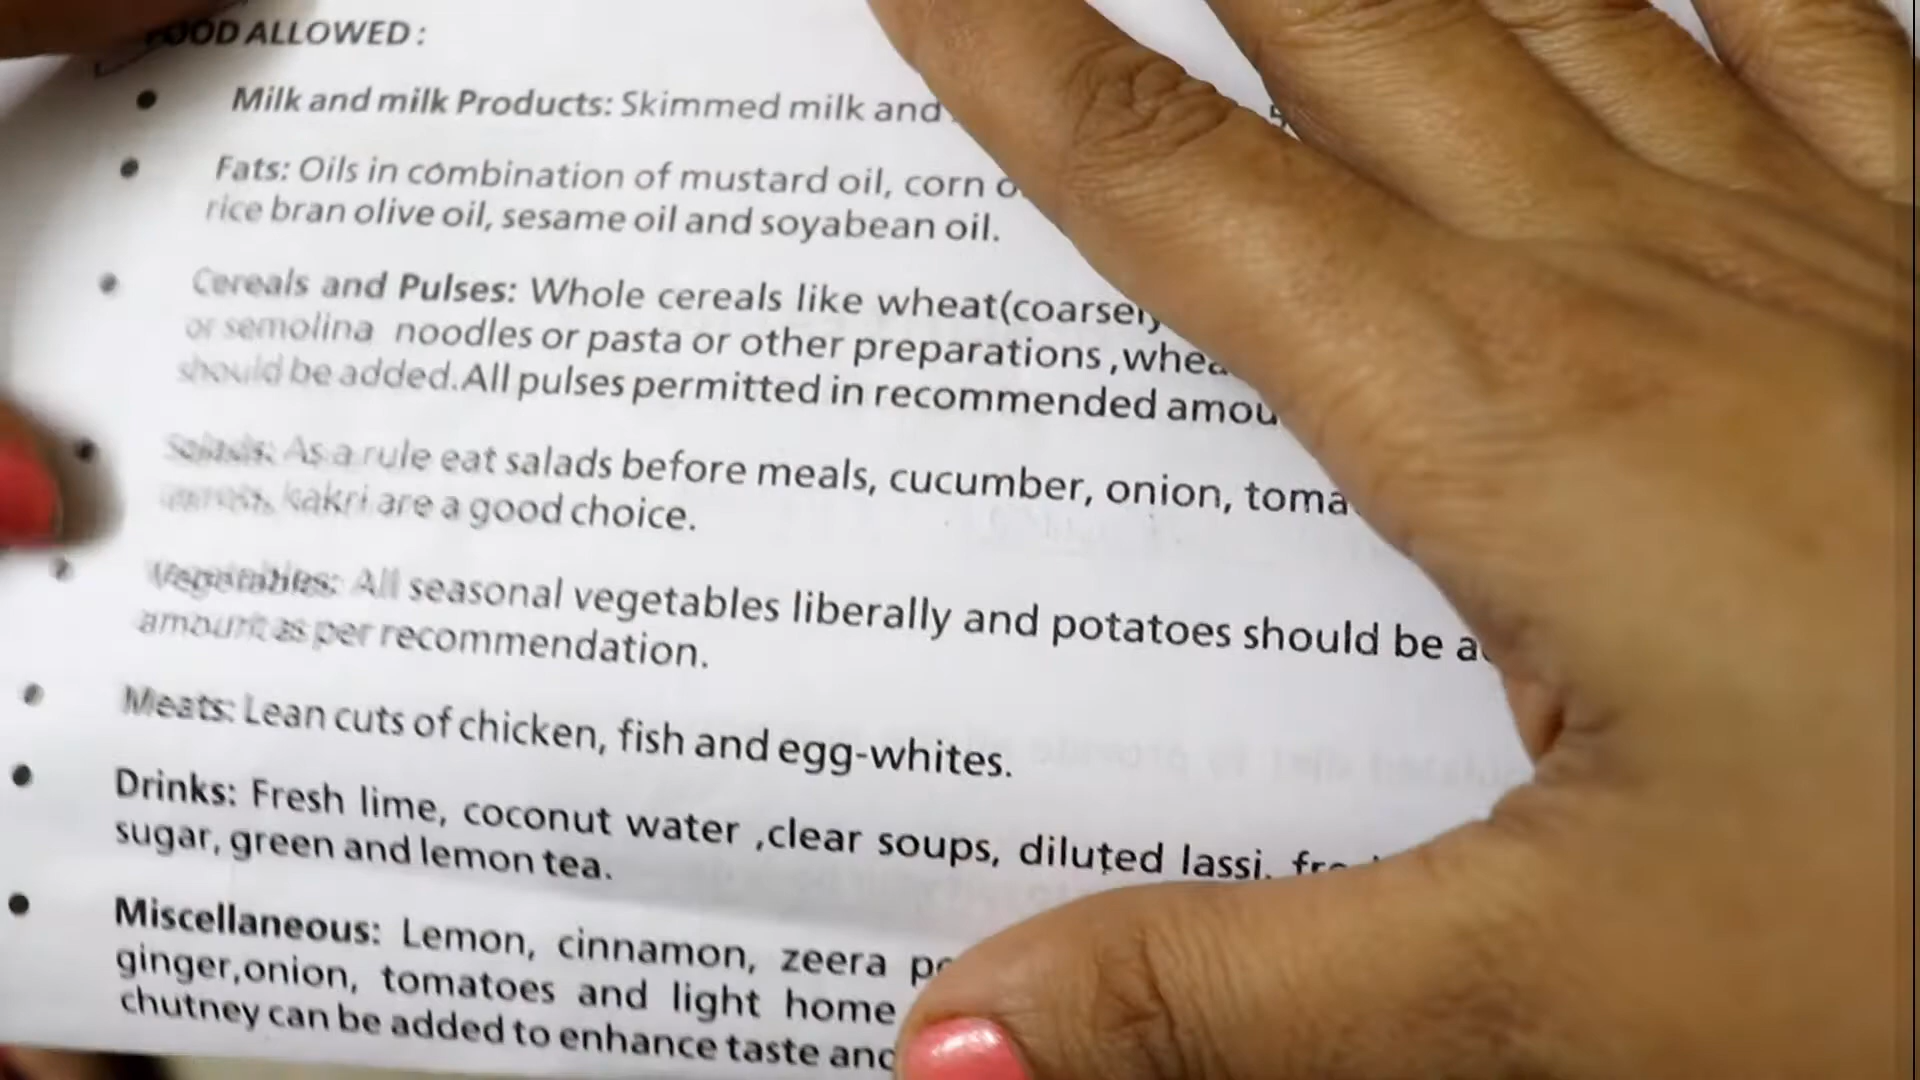 ALLOWED :
• Milk and milk Products: Skimmed milk and
• Fats: Oils in combination of mustard oil, corn
rice bran olive oil, sesame oil and soyabean oil.
• Cereals and Pulses: Whole cereals like wheat(coarsely
or semolina noodles or pasta or other preparations ,
should be added.All pulses permitted in recommended
• Salads: As a rule eat salads before meals, cucumber, onion,
kakri are a good choice.
• Vegetables: All seasonal vegetables liberally and potatoes should be
amount as per recommendation.
• Meats: Lean cuts of chicken, fish and egg-whites.
• Drinks: Fresh lime, coconut water ,clear soups, diluted lassi,
sugar, green and lemon tea.
• Miscellaneous: Lemon, cinnamon, zeera
ginger,onion, tomatoes and light home
chutney can be added to enhance taste and